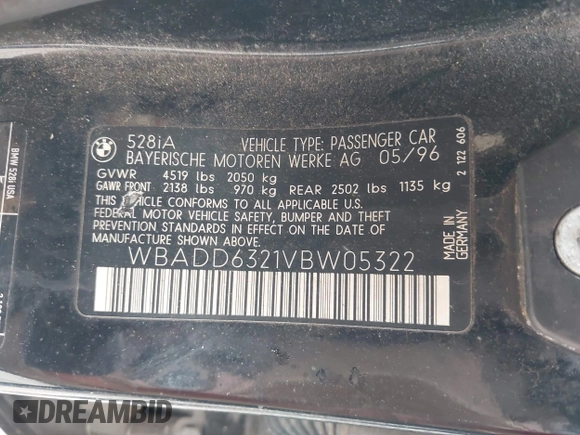 BMW
528iA VEHICLE TYPE: PASSENGER CAR
BAYERISCHE MOTOREN WERKE AG 05/96
GVWR 4519 lbs 2050 kg
GAWR FRONT 2138 lbs 970 kg REAR 2502 lbs 1135 kg
THIS VEHICLE CONFORMS TO ALL APPLICABLE U.S.
FEDERAL MOTOR VEHICLE SAFETY, BUMPER AND THEFT
PREVENTION STANDARDS IN EFFECT ON THE
DATE OF MANUFACTURE SHOWN ABOVE.
WBADD6321VBW05322
MADE IN
GERMANY
2 122 606
BMW 528i USA
DREAMBID